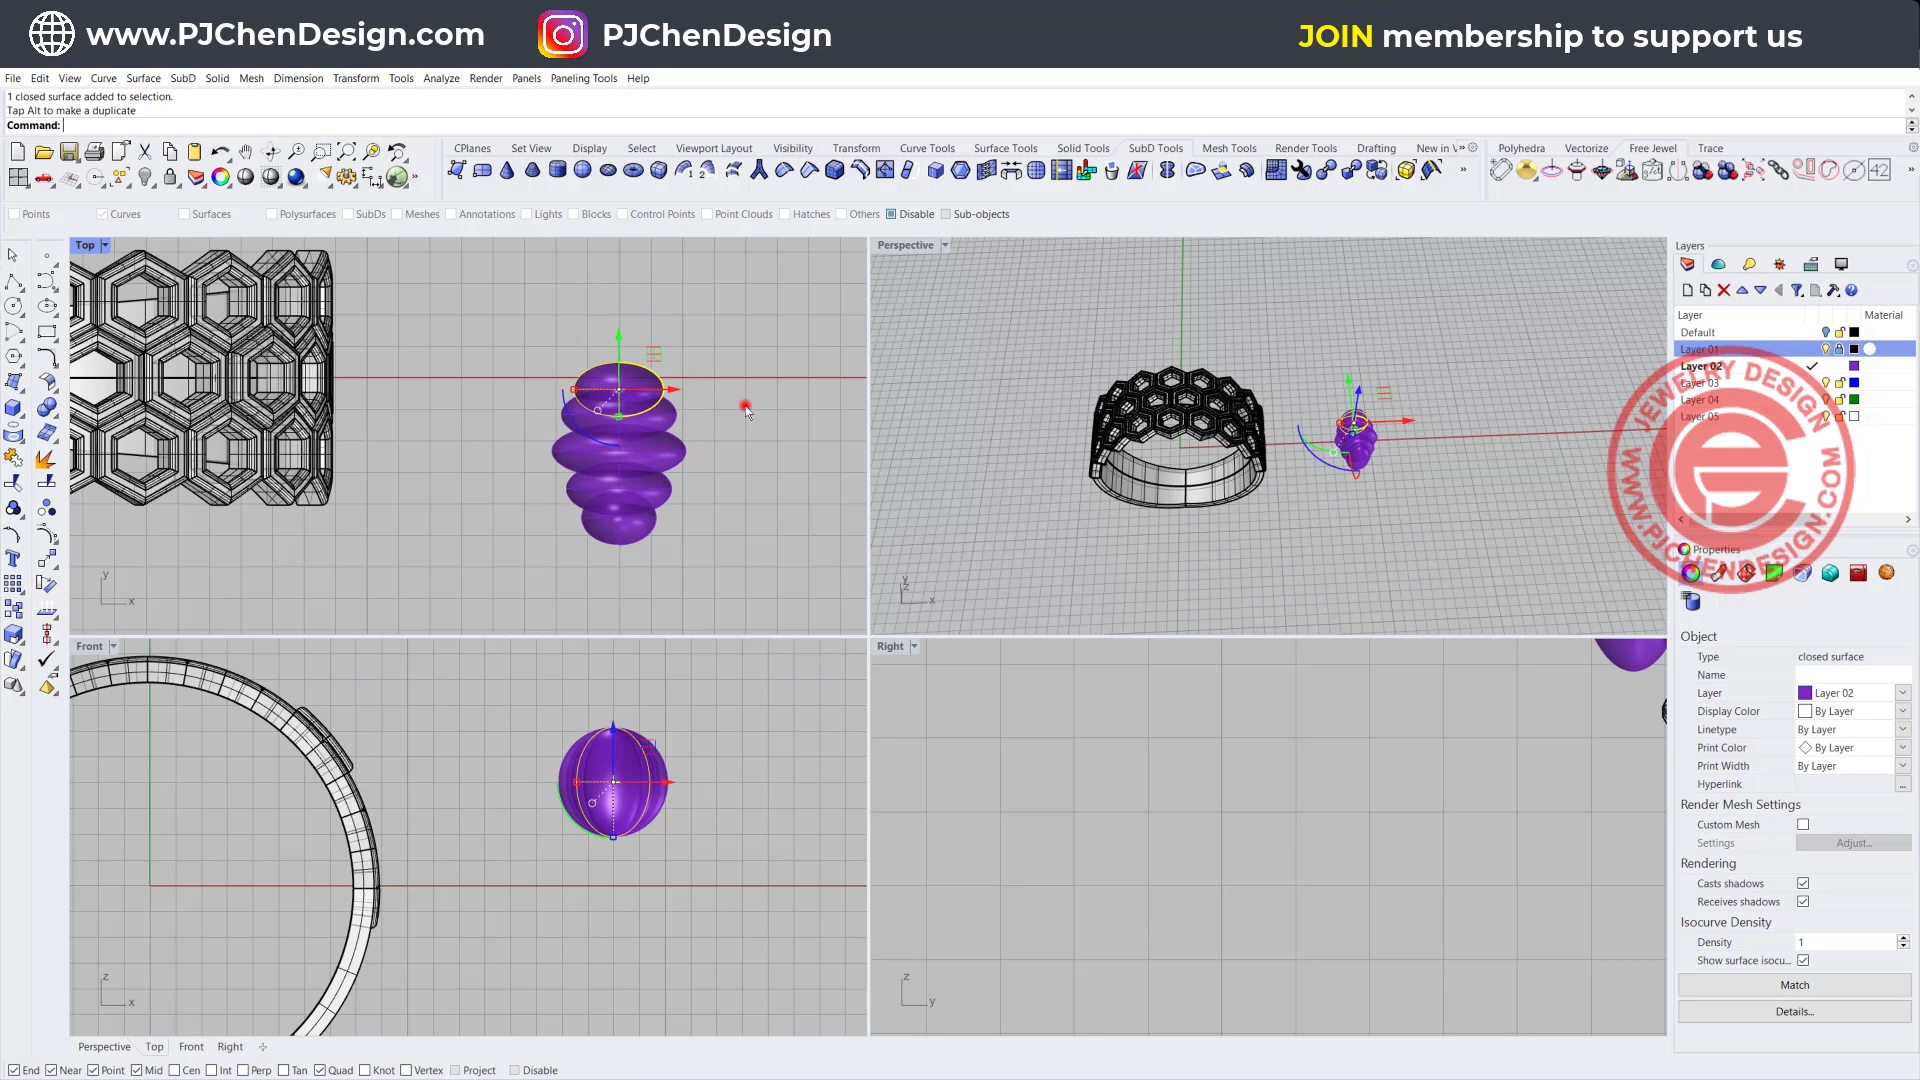 www.PJChenDesign.com PJChenDesign JOIN membership to support us
File Edit View Curve Surface SubD Solid Mesh Dimension Transform Tools Analyze Render Panels Paneling Tools Help
1 closed surface added to selection.
Tap Alt to make a duplicate
Command:
CPlanes Set View Display Select Viewport Layout Visibility Transform Curve Tools Surface Tools Solid Tools SubD Tools Mesh Tools Render Tools Drafting New in V Polyhedra Vectorize Free Jewel Trace
42
Points Curves Surfaces Polysurfaces SubDs Meshes Annotations Lights Blocks Control Points Point Clouds Hatches Others Disable Sub-objects
Top
Perspective
Layers
Layer Material
Default
Layer 01
Layer 02
Layer 03
Layer 04
Layer 05
JEWELRY DESIGN
WWW.PJCHENDESIGN.COM
y
x
y
z
x
Properties
Front
Right
Object
Type closed surface
Name
Layer Layer 02
Display Color By Layer
Linetype By Layer
Print Color By Layer
Print Width By Layer
Hyperlink ...
Render Mesh Settings
Custom Mesh
Settings Adjust...
Rendering
Casts shadows
Receives shadows
Isocurve Density
Density 1
Show surface isocu...
Match
Details...
z
x
z
y
Perspective Top Front Right
End Near Point Mid Cen Int Perp Tan Quad Knot Vertex Project Disable